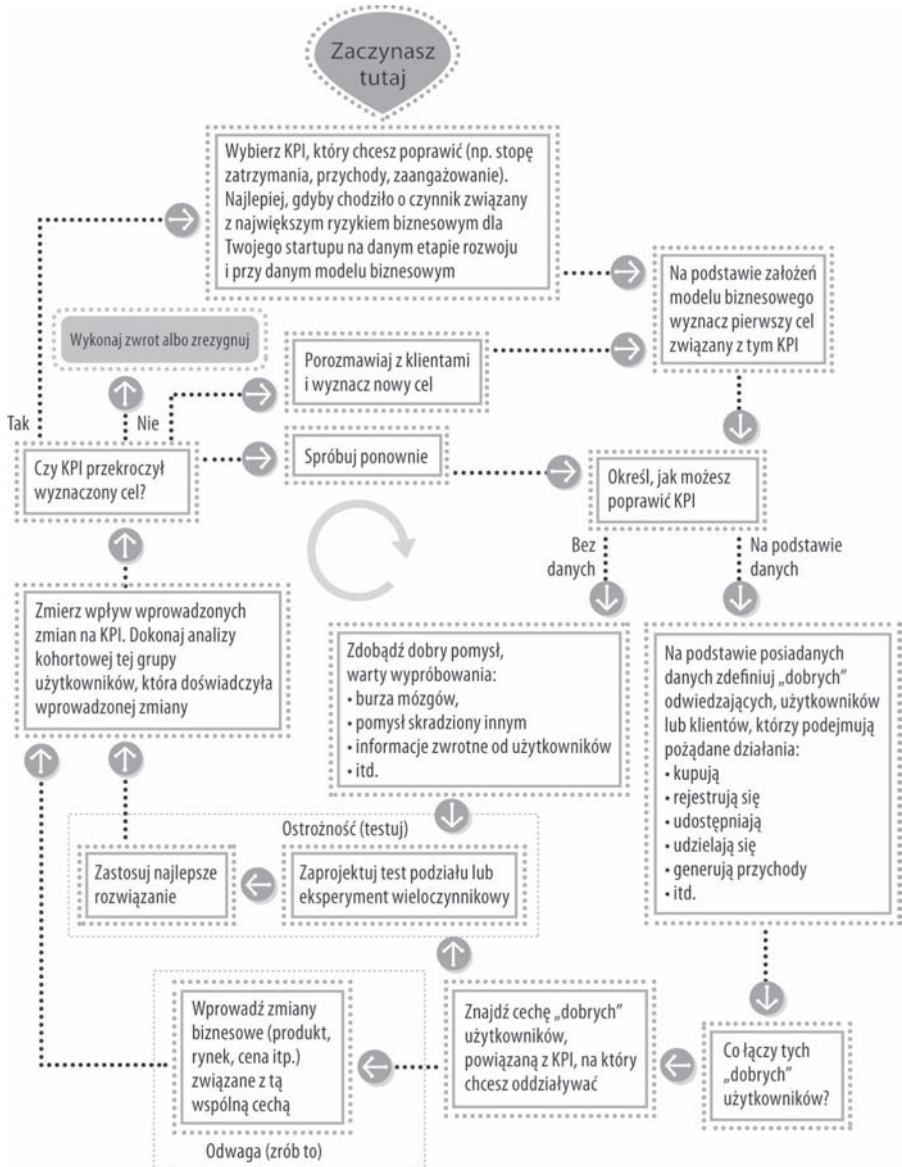 Zaczynasz
tutaj
Wybierz KPI, który chcesz poprawić (np. stopę
zatrzymania, przychody, zaangażowanie).
Najlepiej, gdyby chodziło o czynnik związany
z największym ryzykiem biznesowym dla
Twojego startupu na danym etapie rozwoju
i przy danym modelu biznesowym
Na podstawie założeń
modelu biznesowego
wyznacz pierwszy cel
związany z tym KPI
Wykonaj zwrot albo zrezygnuj
Porozmawiaj z klientami
i wyznacz nowy cel
Tak
Nie
Czy KPI przekroczył
wyznaczony cel?
Spróbuj ponownie
Określ, jak możesz
poprawić KPI
Bez
danych
Na podstawie
danych
Zmierz wpływ wprowadzonych
zmian na KPI. Dokonaj analizy
kohortowej tej grupy
użytkowników, która doświadczyła
wprowadzonej zmiany
Zdobądź dobry pomysł,
warty wypróbowania:
• burza mózgów,
• pomysł skradziony innym
• informacje zwrotne od użytkowników
• itd.
Na podstawie posiadanych
danych zdefiniuj „dobrych”
odwiedzających, użytkowników
lub klientów, którzy podejmują
pożądane działania:
• kupują
• rejestrują się
• udostępniają
• udzielają się
• generują przychody
• itd.
Ostrożność (testuj)
Zastosuj najlepsze
rozwiązanie
Zaprojektuj test podziału lub
eksperyment wieloczynnikowy
Wprowadź zmiany
biznesowe (produkt,
rynek, cena itp.)
związane z tą
wspólną cechą
Znajdź cechę „dobrych”
użytkowników,
powiązaną z KPI, na który
chcesz oddziaływać
Co łączy tych
„dobrych”
użytkowników?
Odwaga (zrób to)